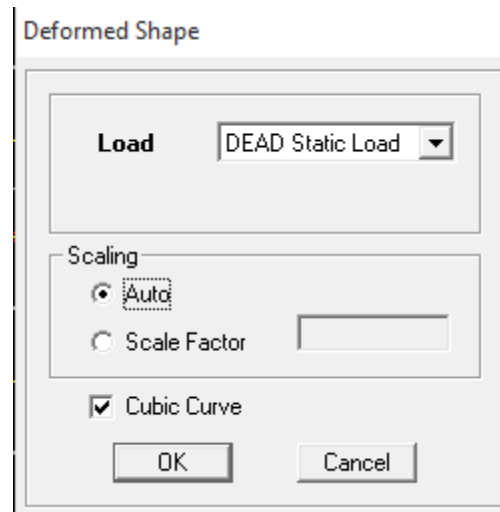 Deformed Shape
Load DEAD Static Load
Scaling
Auto
Scale Factor
Cubic Curve
OK Cancel